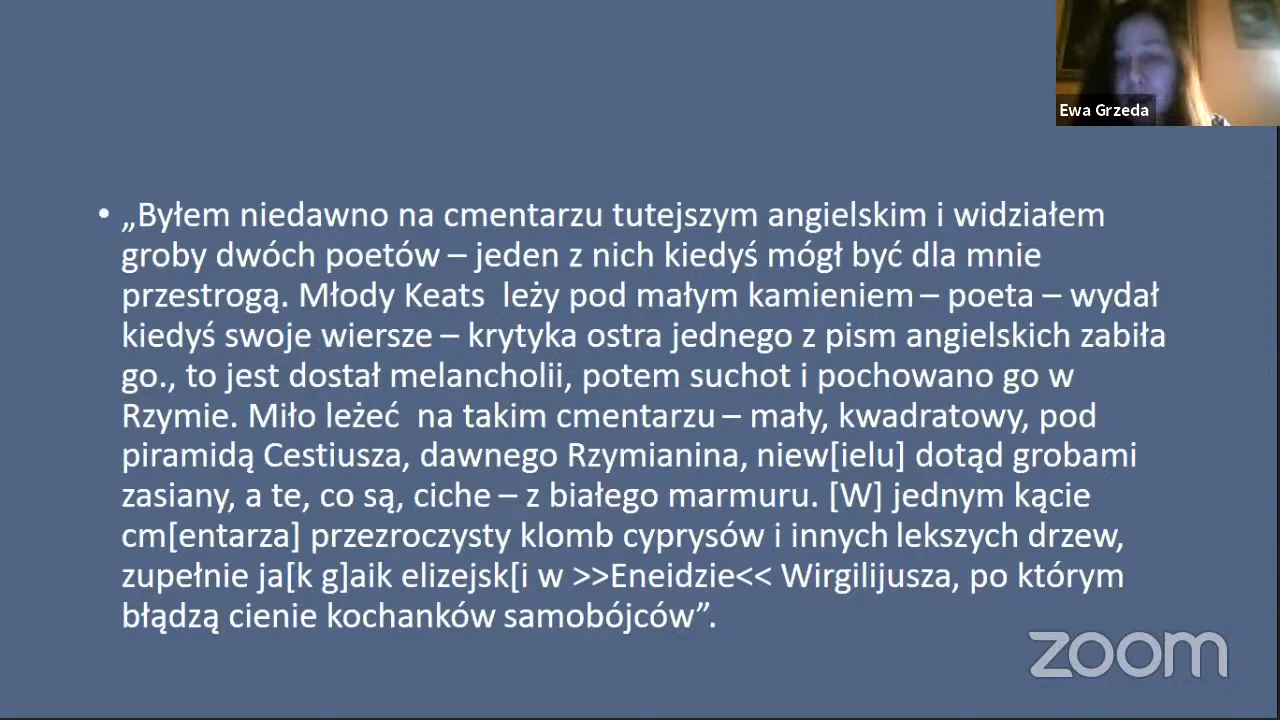 Ewa Grzeda
• „Byłem niedawno na cmentarzu tutejszym angielskim i widziałem
groby dwóch poetów – jeden z nich kiedyś mógł być dla mnie
przestrogą. Młody Keats  leży pod małym kamieniem – poeta – wydał
kiedyś swoje wiersze – krytyka ostra jednego z pism angielskich zabiła
go., to jest dostał melancholii, potem suchot i pochowano go w
Rzymie. Miło leżeć  na takim cmentarzu – mały, kwadratowy, pod
piramidą Cestiusza, dawnego Rzymianina, niew[ielu] dotąd grobami
zasiany, a te, co są, ciche – z białego marmuru. [W] jednym kącie
cm[entarza] przezroczysty klomb cyprysów i innych lekszych drzew,
zupełnie ja[k g]aik elizejsk[i w >>Eneidzie<< Wirgilijusza, po którym
błądzą cienie kochanków samobójców”.
zoom